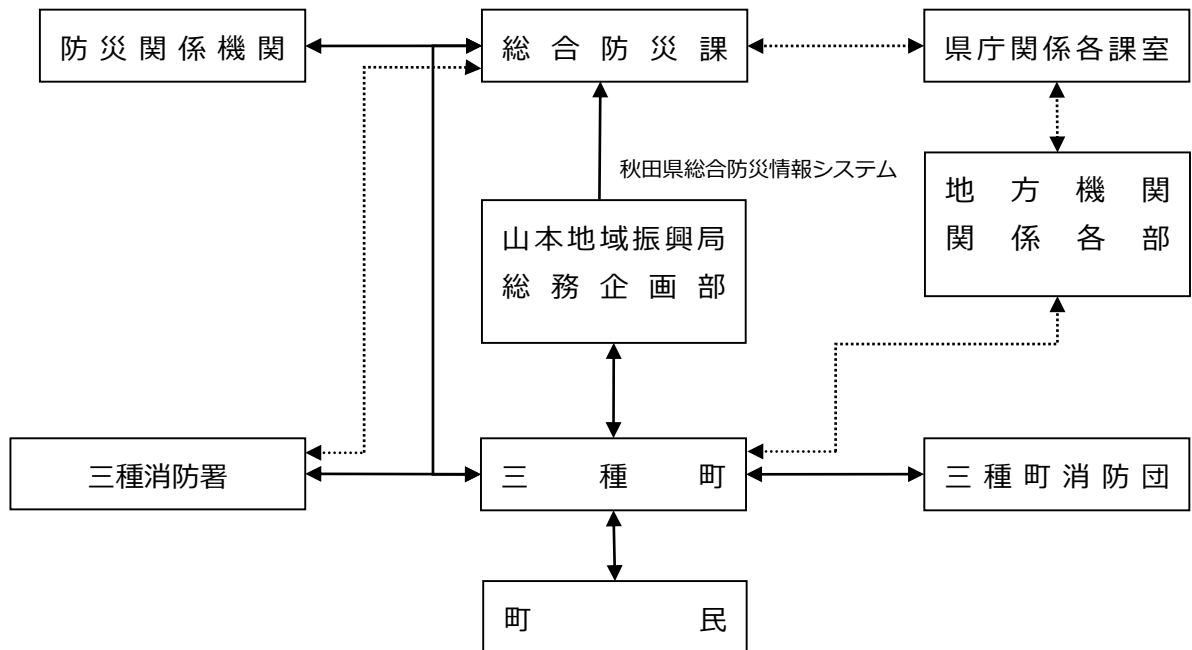 防災関係機関
総合防災課
県庁関係各課室
秋田県総合防災情報システム
山本地域振興局
総務企画部
地方機関
関係各部
三種消防署
三種町
三種町消防団
町民